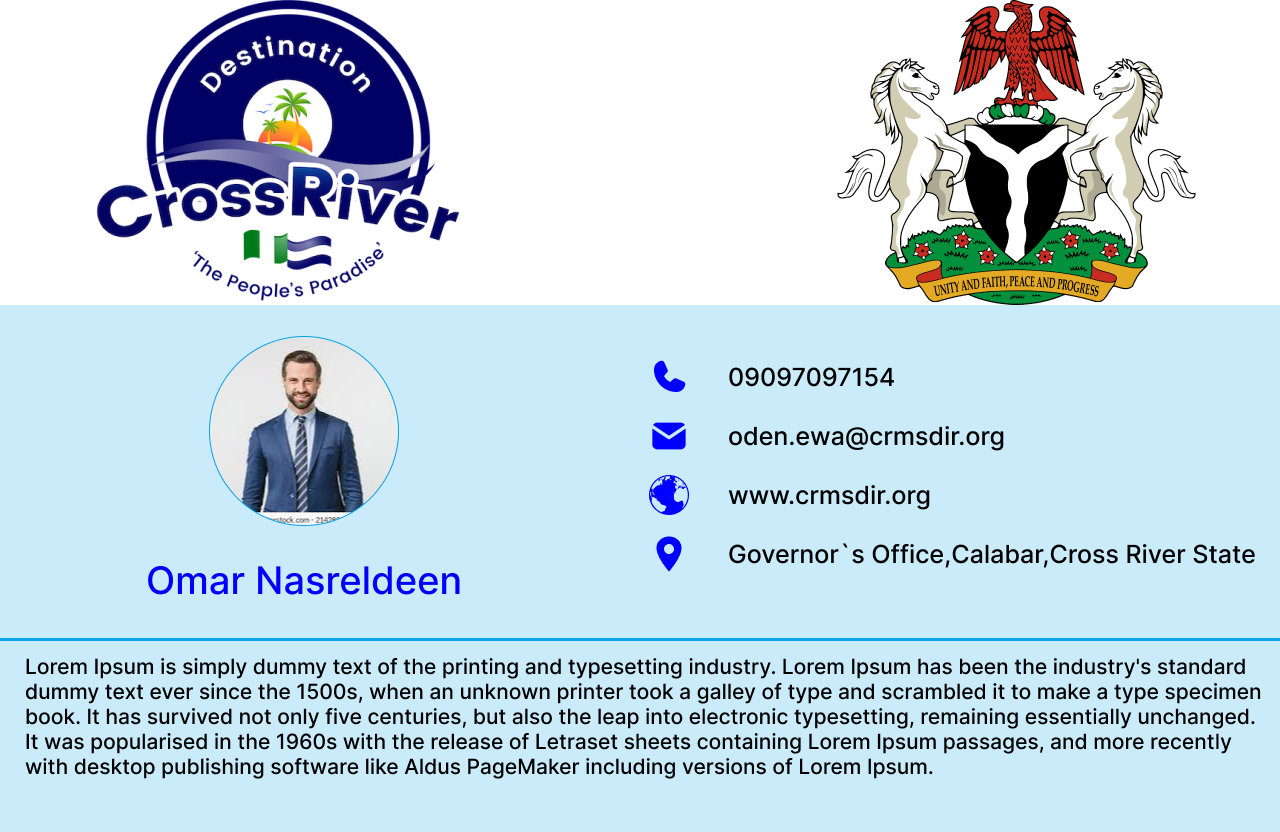 Destination
CrossRiver
'The People's Paradise'
UNITY AND FAITH, PEACE AND PROGRESS
09097097154
oden.ewa@crmsdir.org
www.crmsdir.org
Governor`s Office,Calabar,Cross River State
Omar Nasreldeen
Lorem Ipsum is simply dummy text of the printing and typesetting industry. Lorem Ipsum has been the industry's standard
dummy text ever since the 1500s, when an unknown printer took a galley of type and scrambled it to make a type specimen
book. It has survived not only five centuries, but also the leap into electronic typesetting, remaining essentially unchanged.
It was popularised in the 1960s with the release of Letraset sheets containing Lorem Ipsum passages, and more recently
with desktop publishing software like Aldus PageMaker including versions of Lorem Ipsum.